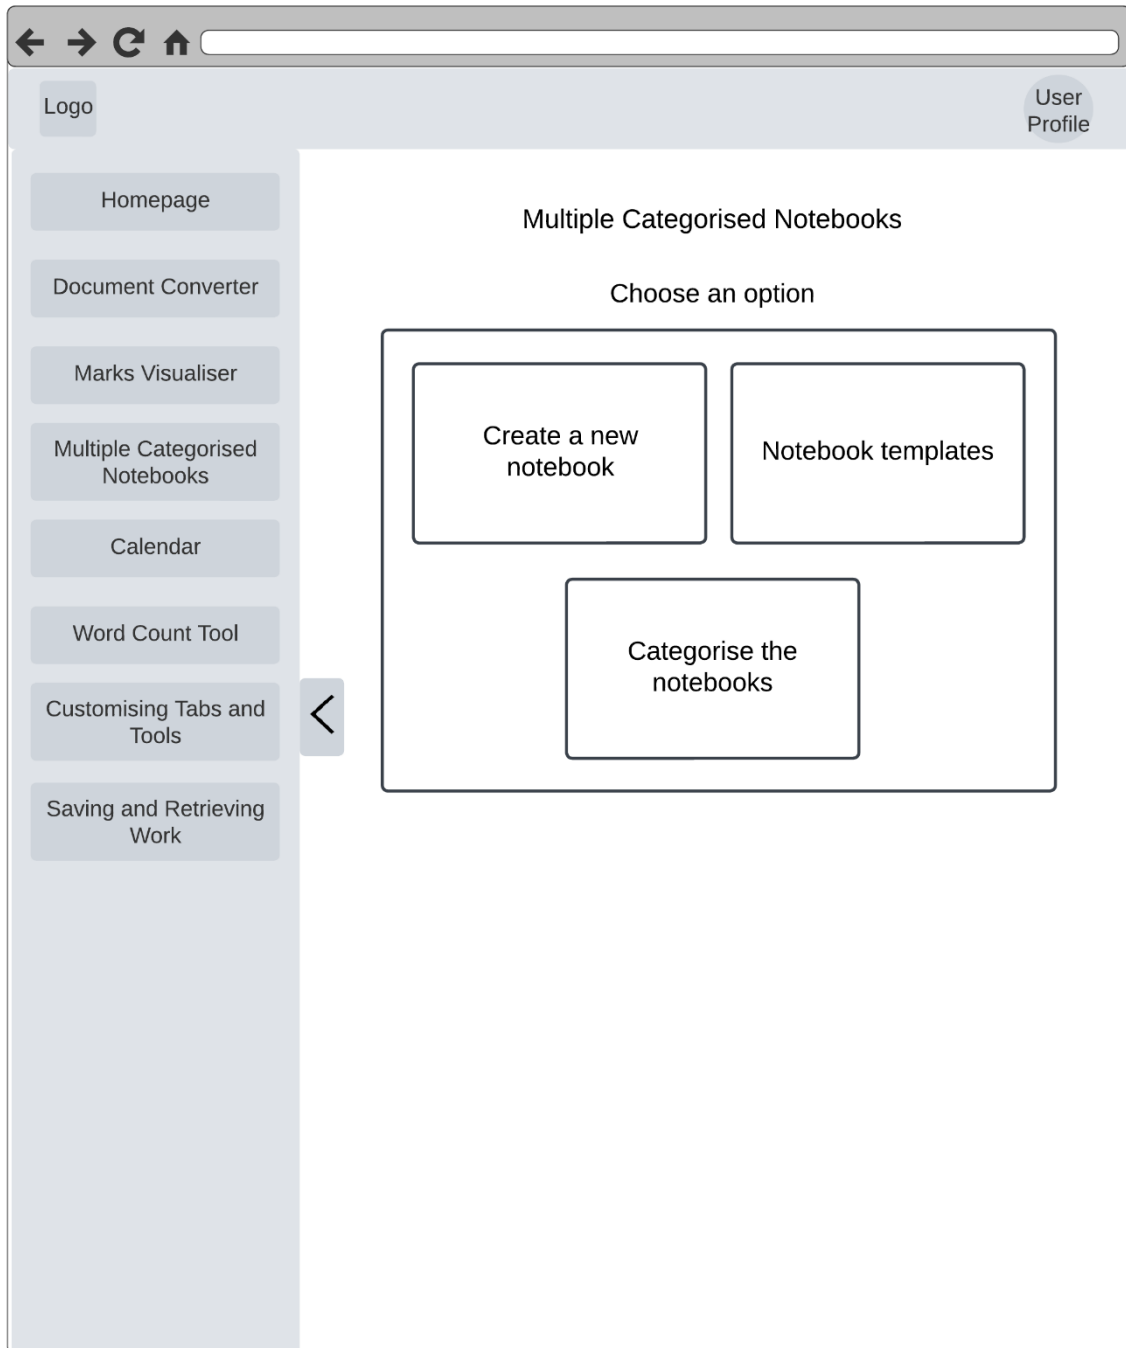 Logo
User
Profile
Homepage
Document Converter
Marks Visualiser
Multiple Categorised
Notebooks
Calendar
Word Count Tool
Customising Tabs and
Tools
Saving and Retrieving
Work
Multiple Categorised Notebooks
Choose an option
Create a new
notebook
Notebook templates
Categorise the
notebooks